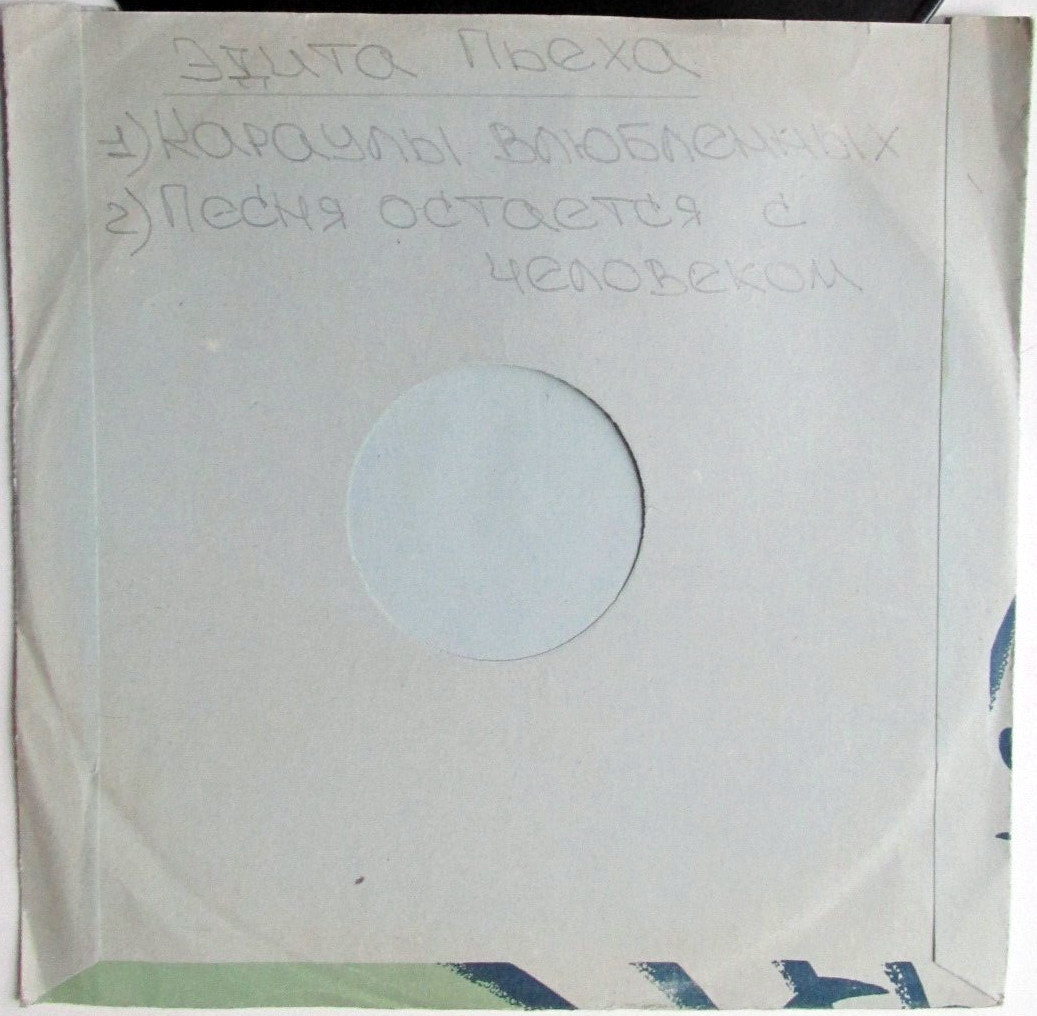 Эдита Пьеха
1) Караулы влюбленных
2) Песня остается с
человеком